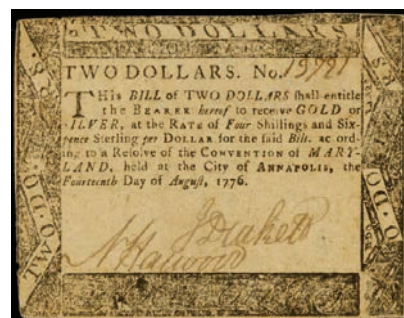 TWO DOLLARS
TWO DOLLARS. No. 15721
THIS BILL of TWO DOLLARS shall entitle
the BEARER hereof to receive GOLD or
SILVER, at the RATE of Four Shillings and Six-
pence Sterling per DOLLAR for the said Bill, acord
ing to a Resolve of the CONVENTION of MARY-
LAND, held at the City of ANNAPOLIS, the
Fourteenth Day of August, 1776.
N Harwood